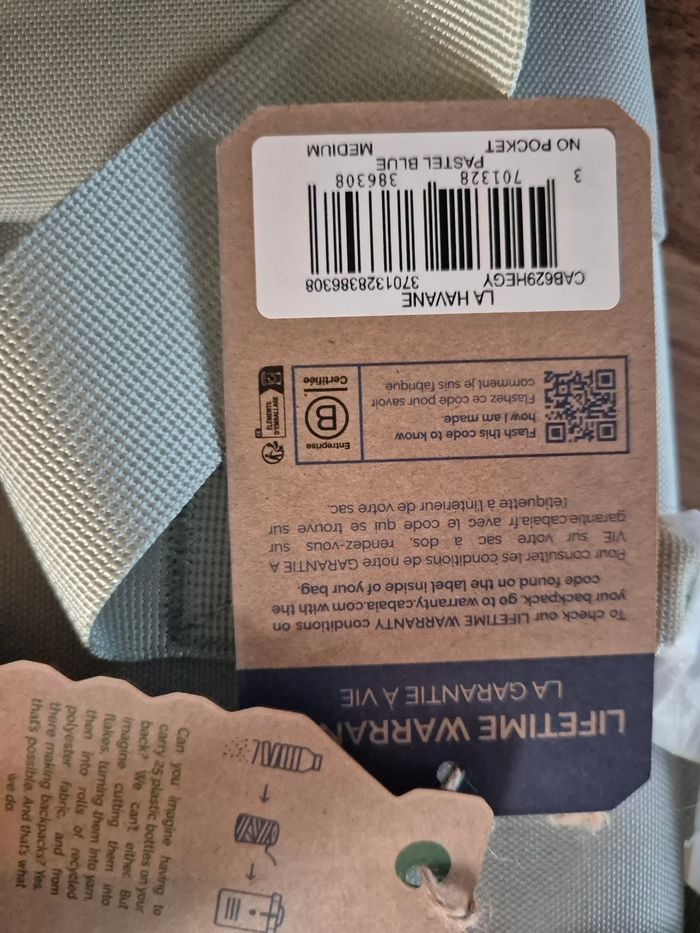 LIFETIME WARRAN
LA GARANTIE À VIE
To check our LIFETIME WARRANTY conditions on
your backpack, go to warranty.cabaia.com with the
code found on the label inside of your bag.
Pour consulter les conditions de notre GARANTIE A
VIE sur votre sac à dos, rendez-vous sur
garantie.cabaia.fr avec le code qui se trouve sur
l'étiquette à l'intérieur de votre sac.
Flash this code to know
how I am made
Flashez ce code pour savoir
comment je suis fabriqué.
Entreprise
B
Certifiée
ÉLÉMENTS
D'EMBALLAGE
LA HAVANE
CAB629HEGY
3701328386308
3 701328 386308
PASTEL BLUE
NO POCKET
MEDIUM
Can you imagine having to
carry 25 plastic bottles on your
back? We can't either. But
imagine cutting them into
flakes, turning them into yarn,
then into rolls of recycled
polyester fabric, and from
there making backpacks? Yes,
that's possible. And that's what
we do.